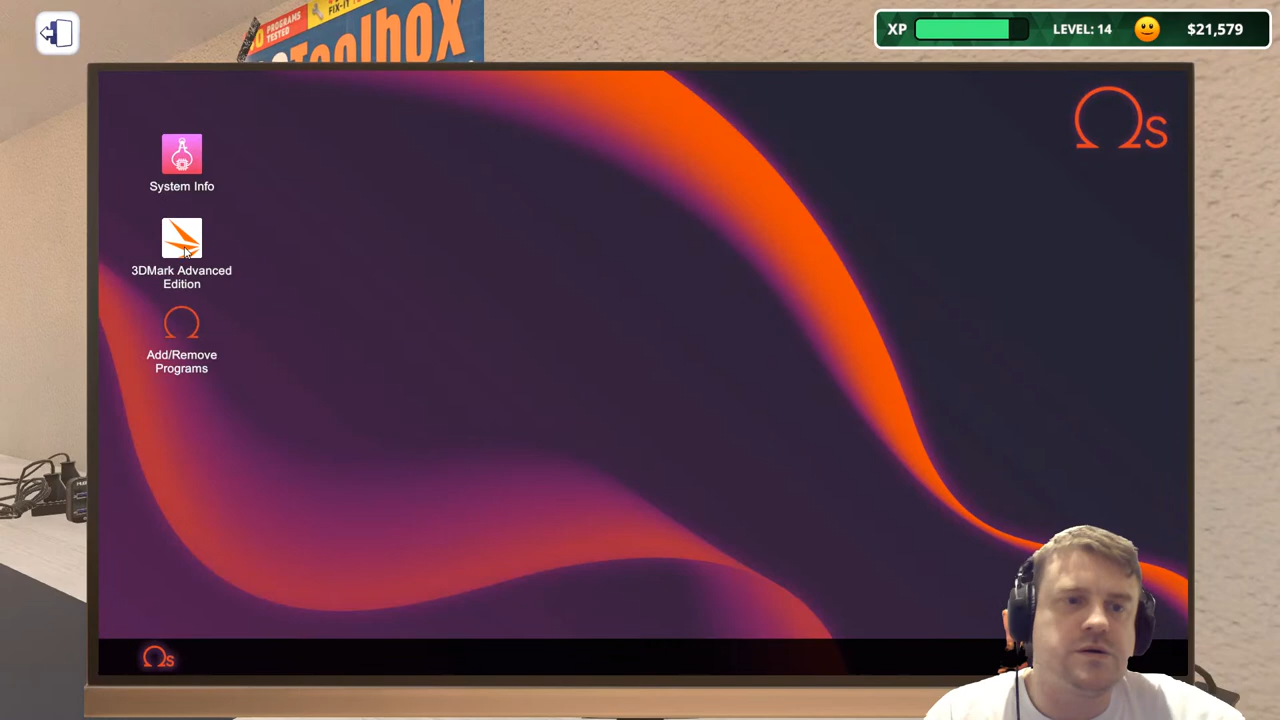 PROGRAMS
TESTED
FIX-IT
Toolbox
XP
LEVEL: 14
$21,579
Ωs
System Info
3DMark Advanced
Edition
Add/Remove
Programs
Ωs